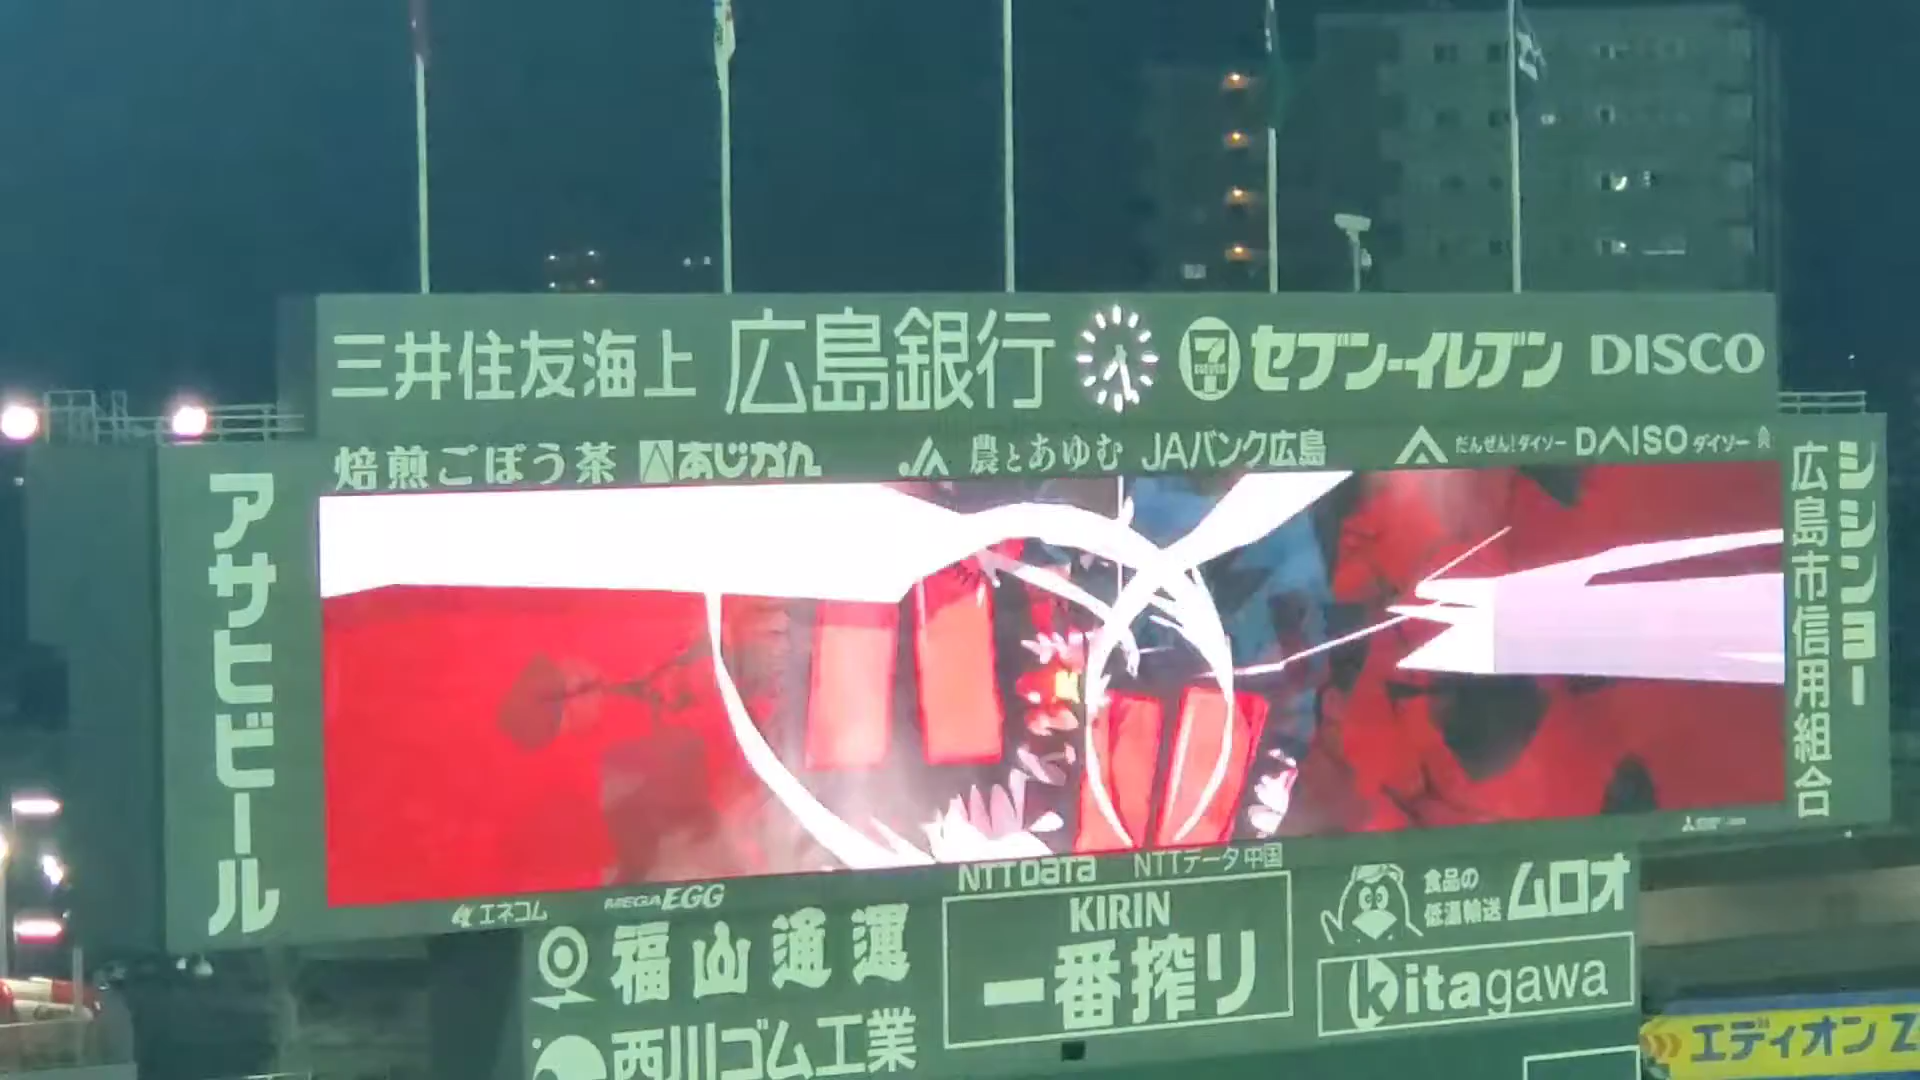 三井住友海上 広島銀行 7 ELEVEN セブン-イレブン DISCO
焙煎ごぼう茶 あじかん 農とあゆむ JAバンク広島 だんぜん!ダイソー DAISO ダイソー
アサヒビール
シシンヨー
広島市信用組合
エネコム MEGA EGG NTT DATA NTTデータ中国
福山通運
西川ゴム工業
KIRIN
一番搾り
食品の
低温輸送 ムロオ
kitagawa
エディオン